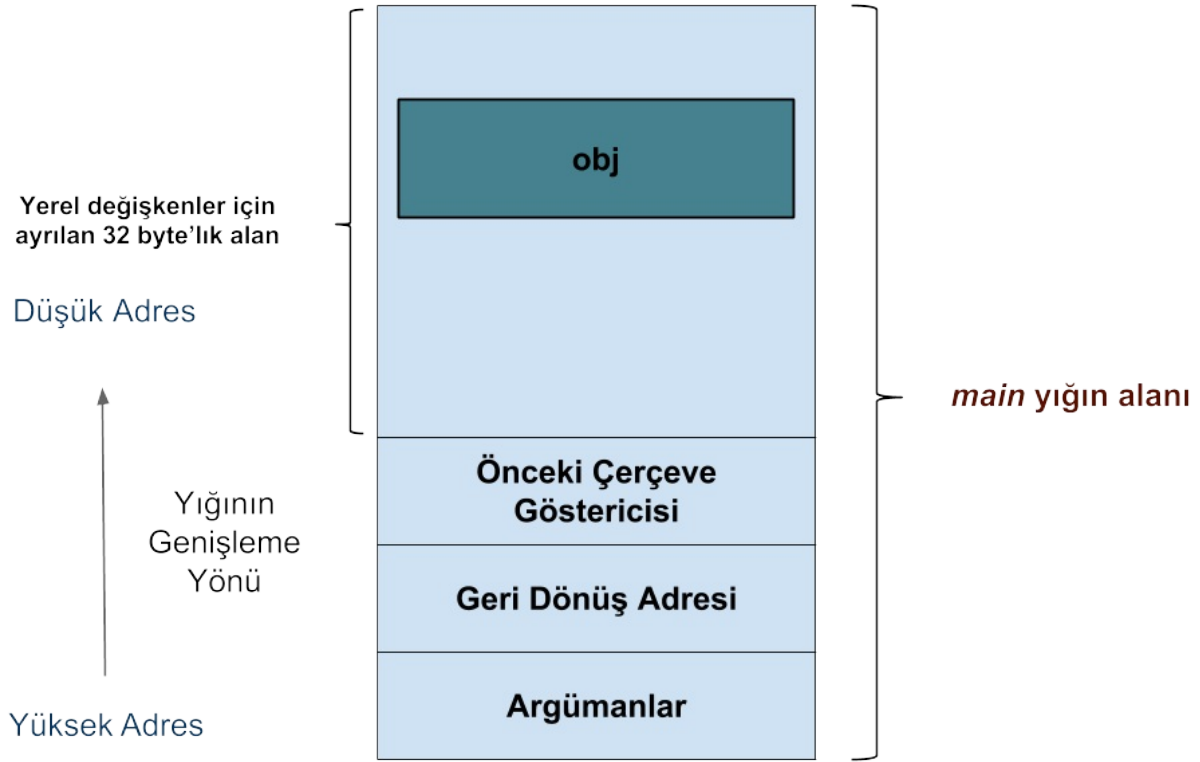 obj
Yerel değişkenler için
ayrılan 32 byte’lık alan
Düşük Adres
main yığın alanı
Önceki Çerçeve
Göstericisi
Yığının
Genişleme
Yönü
Geri Dönüş Adresi
Argümanlar
Yüksek Adres